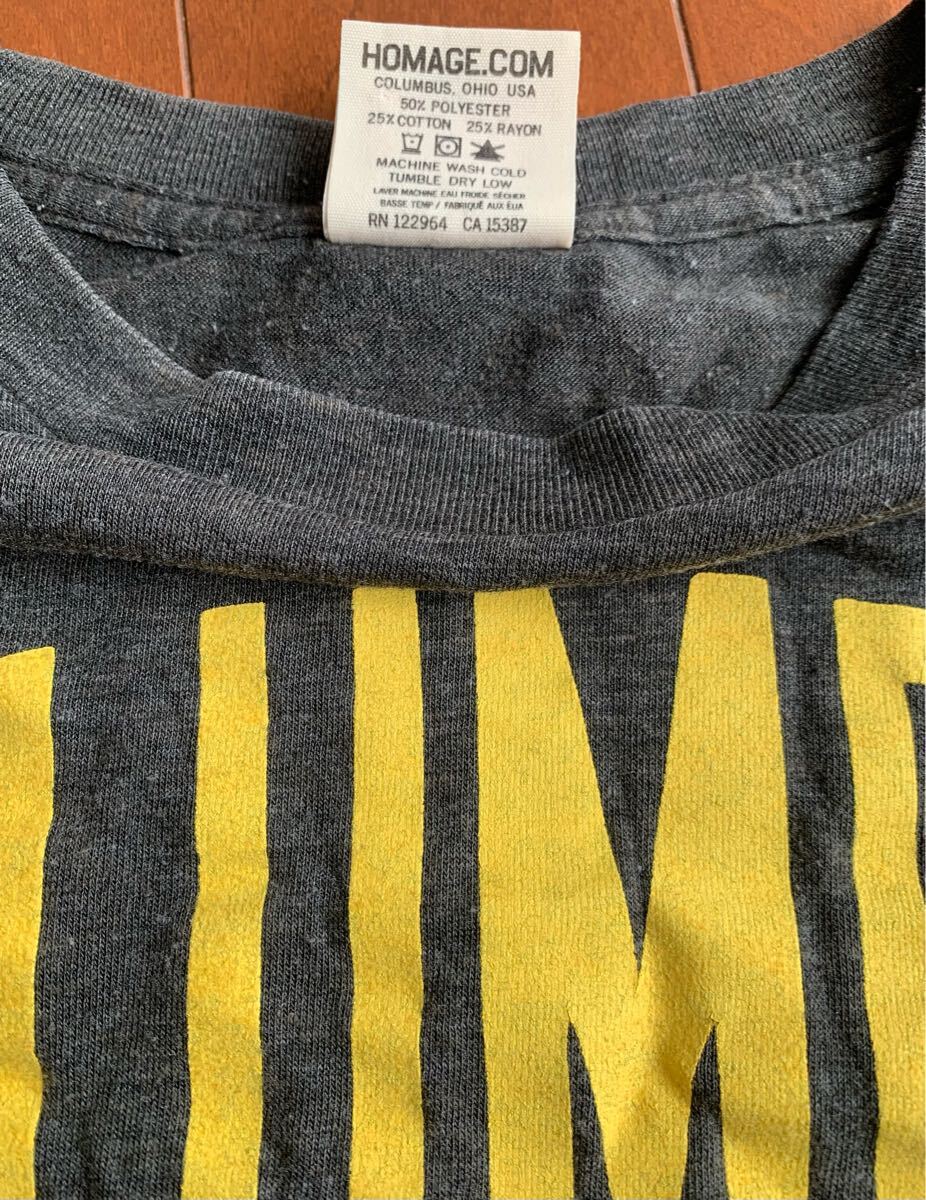 HOMAGE.COM
COLUMBUS, OHIO USA
50% POLYESTER
25% COTTON 25% RAYON
MACHINE WASH COLD
TUMBLE DRY LOW
LAVER MACHINE EAU FROIDE SÉCHER
BASSE TEMP / FABRIQUÉ AUX ÉUA
RN 122964 CA 15387